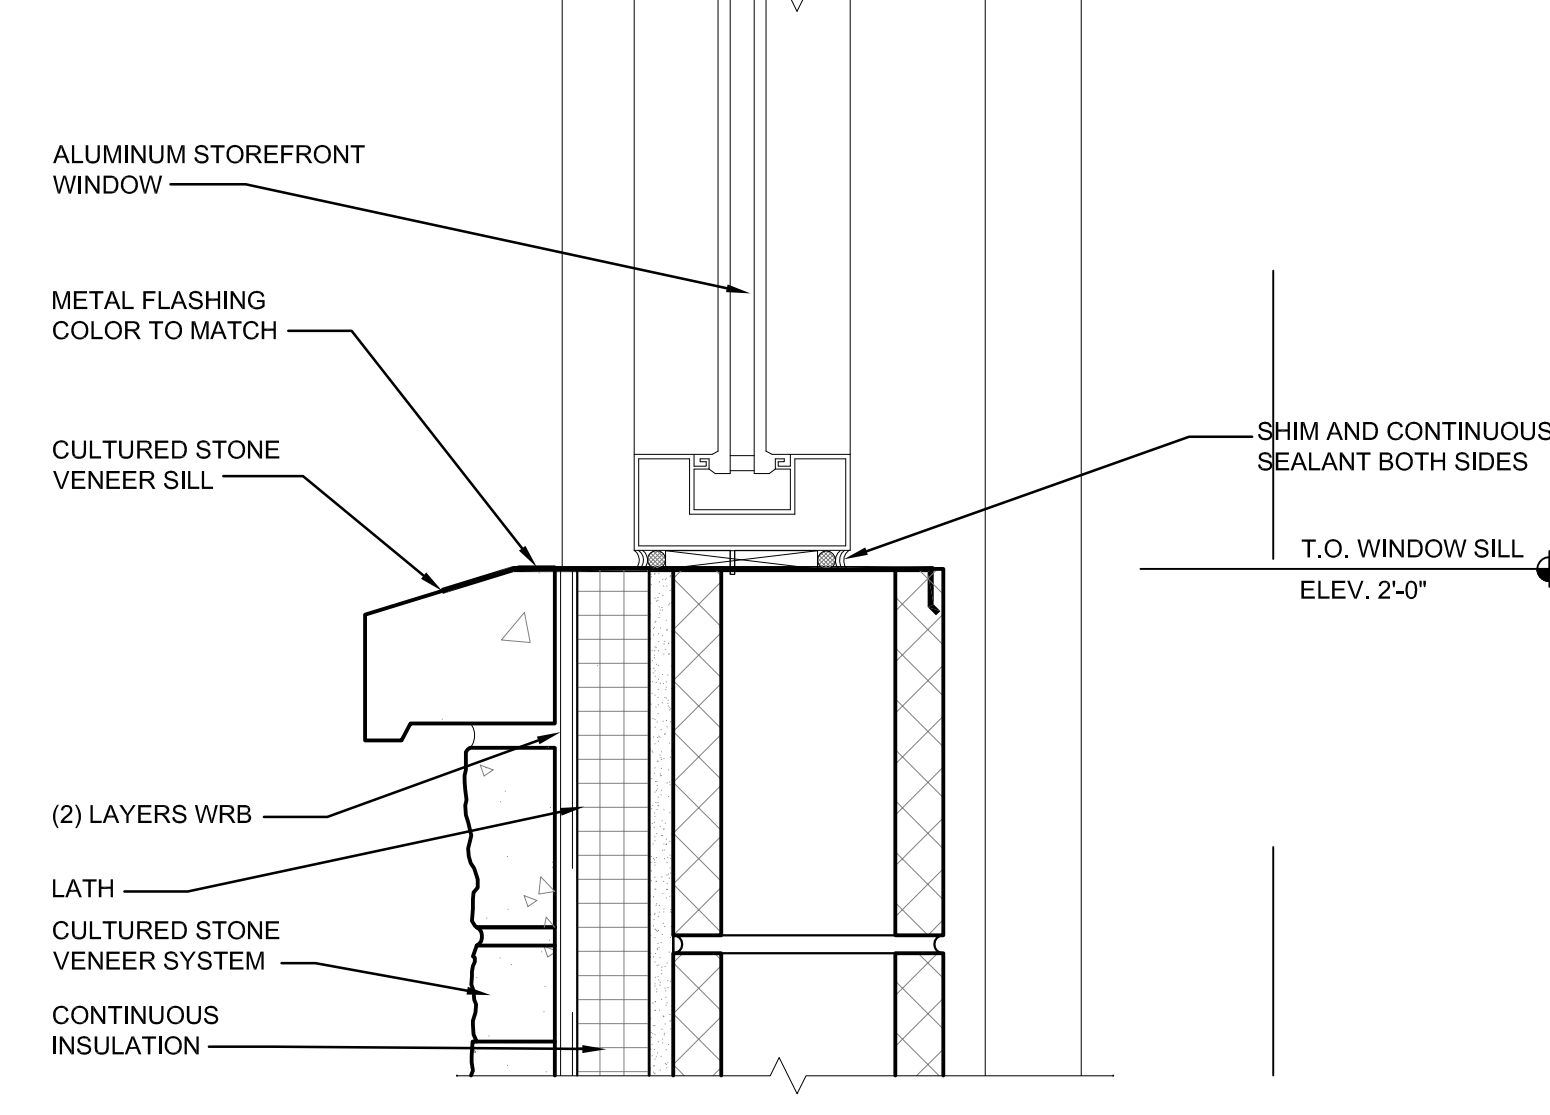 ALUMINUM STOREFRONT
WINDOW
METAL FLASHING
COLOR TO MATCH
CULTURED STONE
VENEER SILL
(2) LAYERS WRB
LATH
CULTURED STONE
VENEER SYSTEM
CONTINUOUS
INSULATION
SHIM AND CONTINUOUS
SEALANT BOTH SIDES
T.O. WINDOW SILL
ELEV. 2'-0"